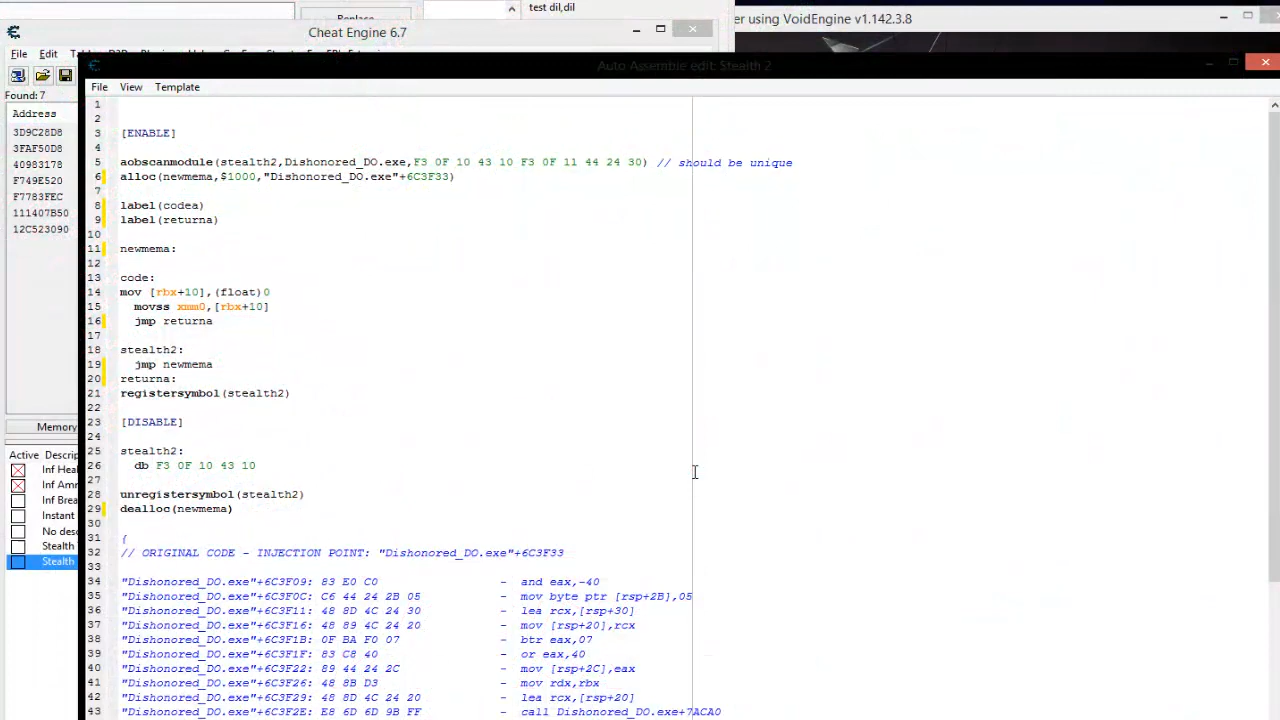 test dil,dil
Replace
er using VoidEngine v1.142.3.8
Cheat Engine 6.7
File Edit
Auto Assemble edit: Stealth 2
File View Template
Found:7
Address
3D9C28D8
3FAF50D8
40983178
F749E520
F7783FEC
111407B50
12C523090
Memory
Active Descrip
Inf Heal
Inf Am
Inf Brea
Instant
No desc
Stealth
Stealth
1
2
3 [ENABLE]
4
5 aobscanmodule(stealth2,Dishonored_DO.exe,F3 0F 10 43 10 F3 0F 11 44 24 30) // should be unique
6 alloc(newmema,$1000,"Dishonored_DO.exe"+6C3F33)
7
8 label(codea)
9 label(returna)
10
11 newmema:
12
13 code:
14 mov [rbx+10],(float)0
15 movss xmm0,[rbx+10]
16 jmp returna
17
18 stealth2:
19 jmp newmema
20 returna:
21 registersymbol(stealth2)
22
23 [DISABLE]
24
25 stealth2:
26 db F3 0F 10 43 10
27
28 unregistersymbol(stealth2)
29 dealloc(newmema)
30
31 {
32 // ORIGINAL CODE - INJECTION POINT: "Dishonored_DO.exe"+6C3F33
33
34 "Dishonored_DO.exe"+6C3F09: 83 E0 C0 - and eax,-40
35 "Dishonored_DO.exe"+6C3F0C: C6 44 24 2B 05 - mov byte ptr [rsp+2B],05
36 "Dishonored_DO.exe"+6C3F11: 48 8D 4C 24 30 - lea rcx,[rsp+30]
37 "Dishonored_DO.exe"+6C3F16: 48 89 4C 24 20 - mov [rsp+20],rcx
38 "Dishonored_DO.exe"+6C3F1B: 0F BA F0 07 - btr eax,07
39 "Dishonored_DO.exe"+6C3F1F: 83 C8 40 - or eax,40
40 "Dishonored_DO.exe"+6C3F22: 89 44 24 2C - mov [rsp+2C],eax
41 "Dishonored_DO.exe"+6C3F26: 48 8B D3 - mov rdx,rbx
42 "Dishonored_DO.exe"+6C3F29: 48 8D 4C 24 20 - lea rcx,[rsp+20]
43 "Dishonored_DO.exe"+6C3F2E: E8 6D 6D 9B FF - call Dishonored_DO.exe+7ACA0